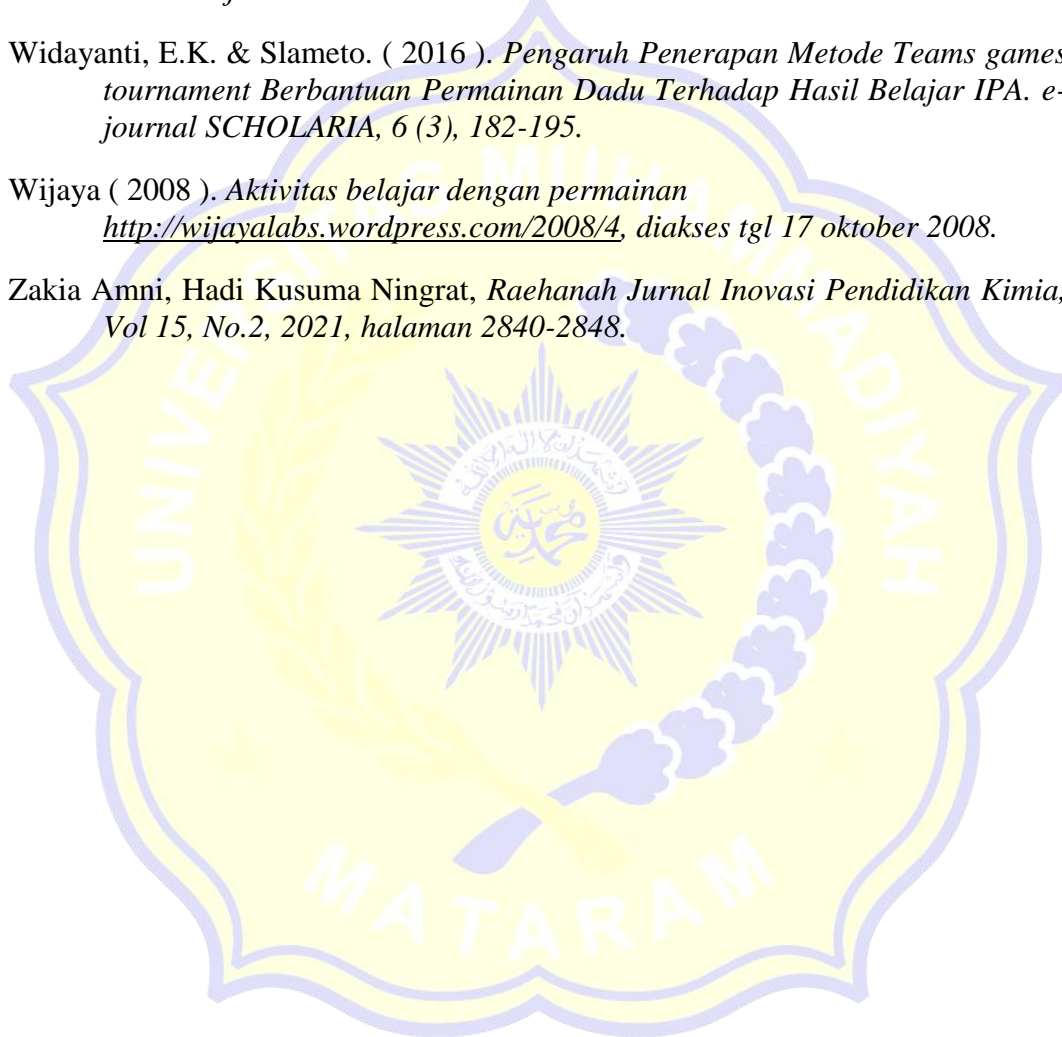 Widayanti, E.K. & Slameto. ( 2016 ). Pengaruh Penerapan Metode Teams games
tournament Berbantuan Permainan Dadu Terhadap Hasil Belajar IPA. e-
journal SCHOLARIA, 6 (3), 182-195.
Wijaya ( 2008 ). Aktivitas belajar dengan permainan
http://wijayalabs.wordpress.com/2008/4, diakses tgl 17 oktober 2008.
Zakia Amni, Hadi Kusuma Ningrat, Raehanah Jurnal Inovasi Pendidikan Kimia,
Vol 15, No.2, 2021, halaman 2840-2848.
UNIVERSITAS MUHAMMADIYAH
محمد
MATARAM